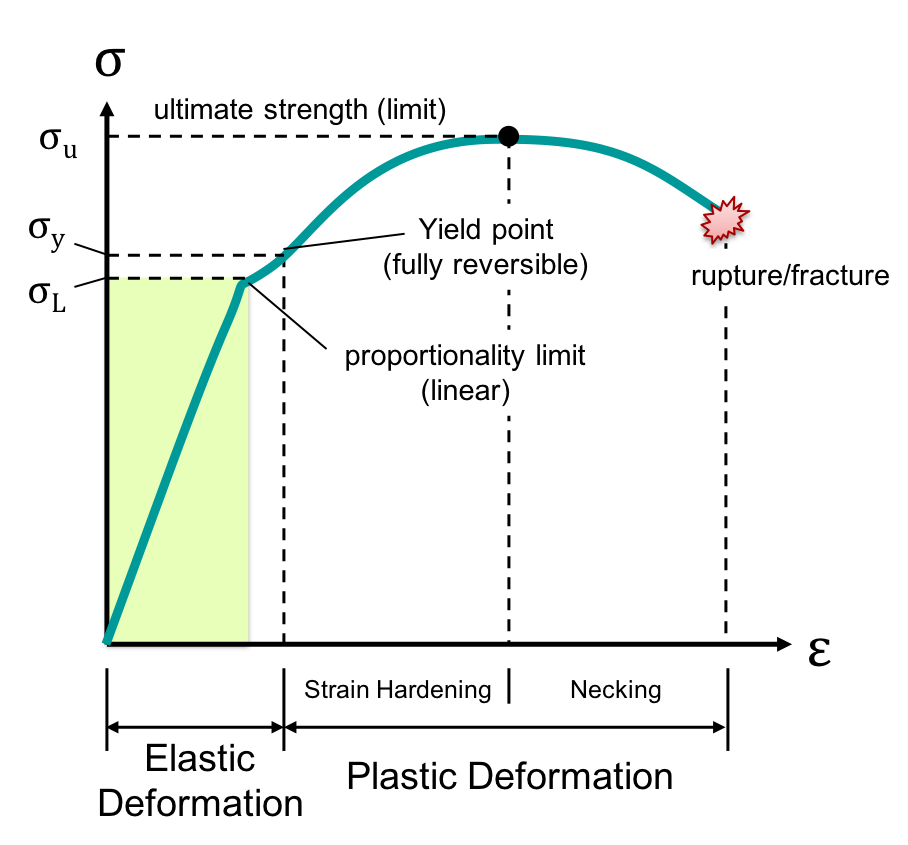 σ
ultimate strength (limit)
σu
σy
Yield point
(fully reversible)
σL
rupture/fracture
proportionality limit
(linear)
ε
Strain Hardening
Necking
Elastic
Deformation
Plastic Deformation